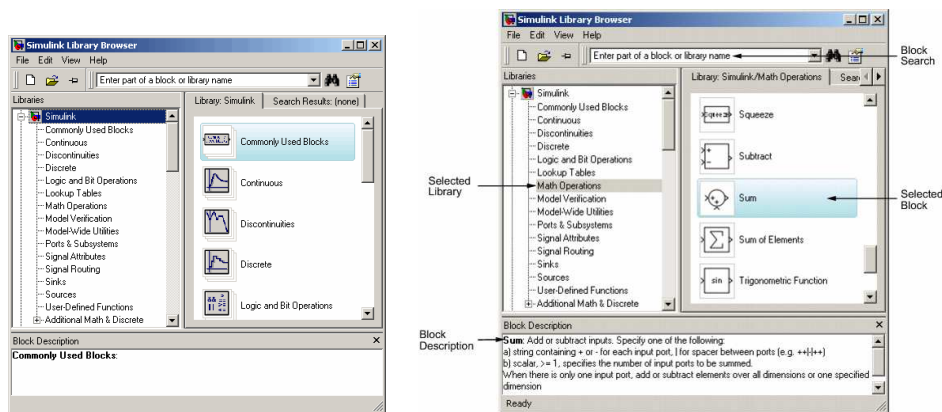 Simulink Library Browser
File Edit View Help
Enter part of a block or library name
Libraries
Library: Simulink
Search Results: (none)
Simulink
Commonly Used Blocks
Continuous
Discontinuities
Discrete
Logic and Bit Operations
Lookup Tables
Math Operations
Model Verification
Model-Wide Utilities
Ports & Subsystems
Signal Attributes
Signal Routing
Sinks
Sources
User-Defined Functions
Additional Math & Discrete
Commonly Used Blocks
Continuous
Discontinuities
Discrete
Logic and Bit Operations
Block Description
Commonly Used Blocks:
Simulink Library Browser
File Edit View Help
Enter part of a block or library name
Block
Search
Libraries
Library: Simulink/Math Operations
Sear
Simulink
Commonly Used Blocks
Continuous
Discontinuities
Discrete
Logic and Bit Operations
Lookup Tables
Math Operations
Model Verification
Model-Wide Utilities
Ports & Subsystems
Signal Attributes
Signal Routing
Sinks
Sources
User-Defined Functions
Additional Math & Discrete
Selected
Library
Squeeze
Subtract
Sum
Sum of Elements
sin
Trigonometric Function
Selected
Block
Block
Description
Block Description
Sum: Add or subtract inputs. Specify one of the following:
a) string containing + or - for each input port, | for spacer between ports (e.g. ++|-|++)
b) scalar, >= 1, specifies the number of input ports to be summed.
When there is only one input port, add or subtract elements over all dimensions or one specified
dimension
Ready